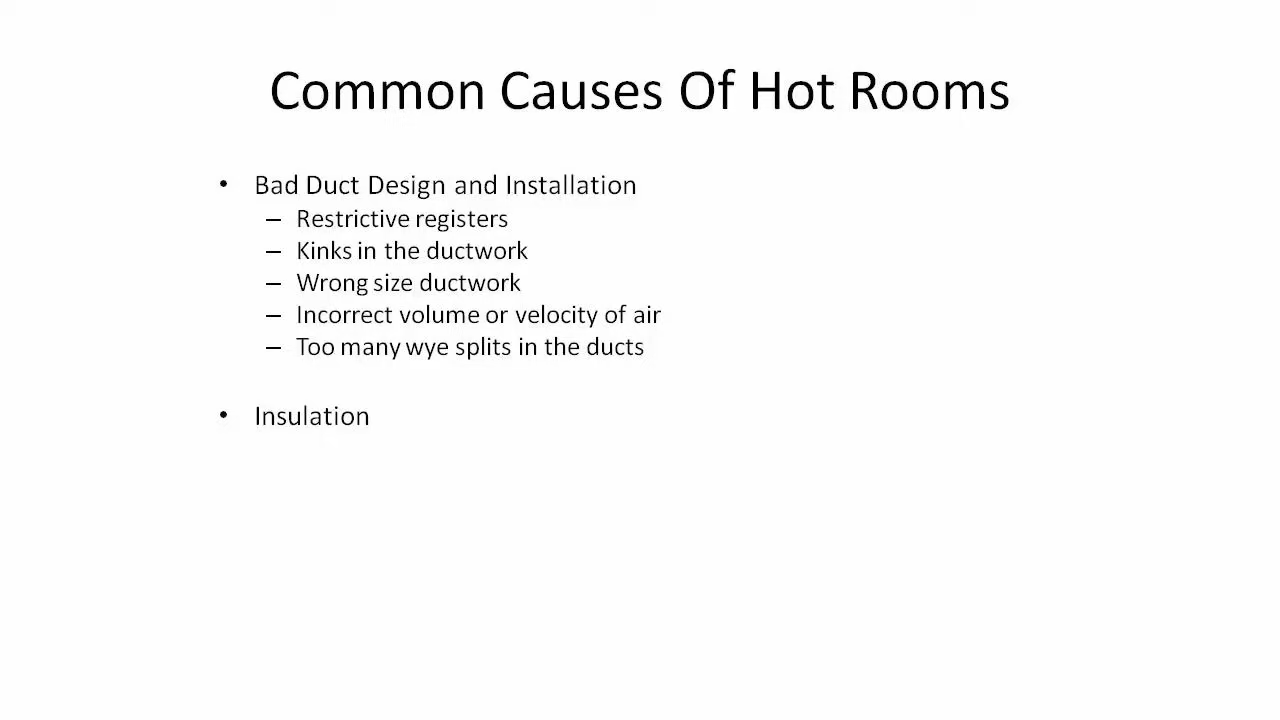 Common Causes Of Hot Rooms
• Bad Duct Design and Installation
– Restrictive registers
– Kinks in the ductwork
– Wrong size ductwork
– Incorrect volume or velocity of air
– Too many wye splits in the ducts
• Insulation